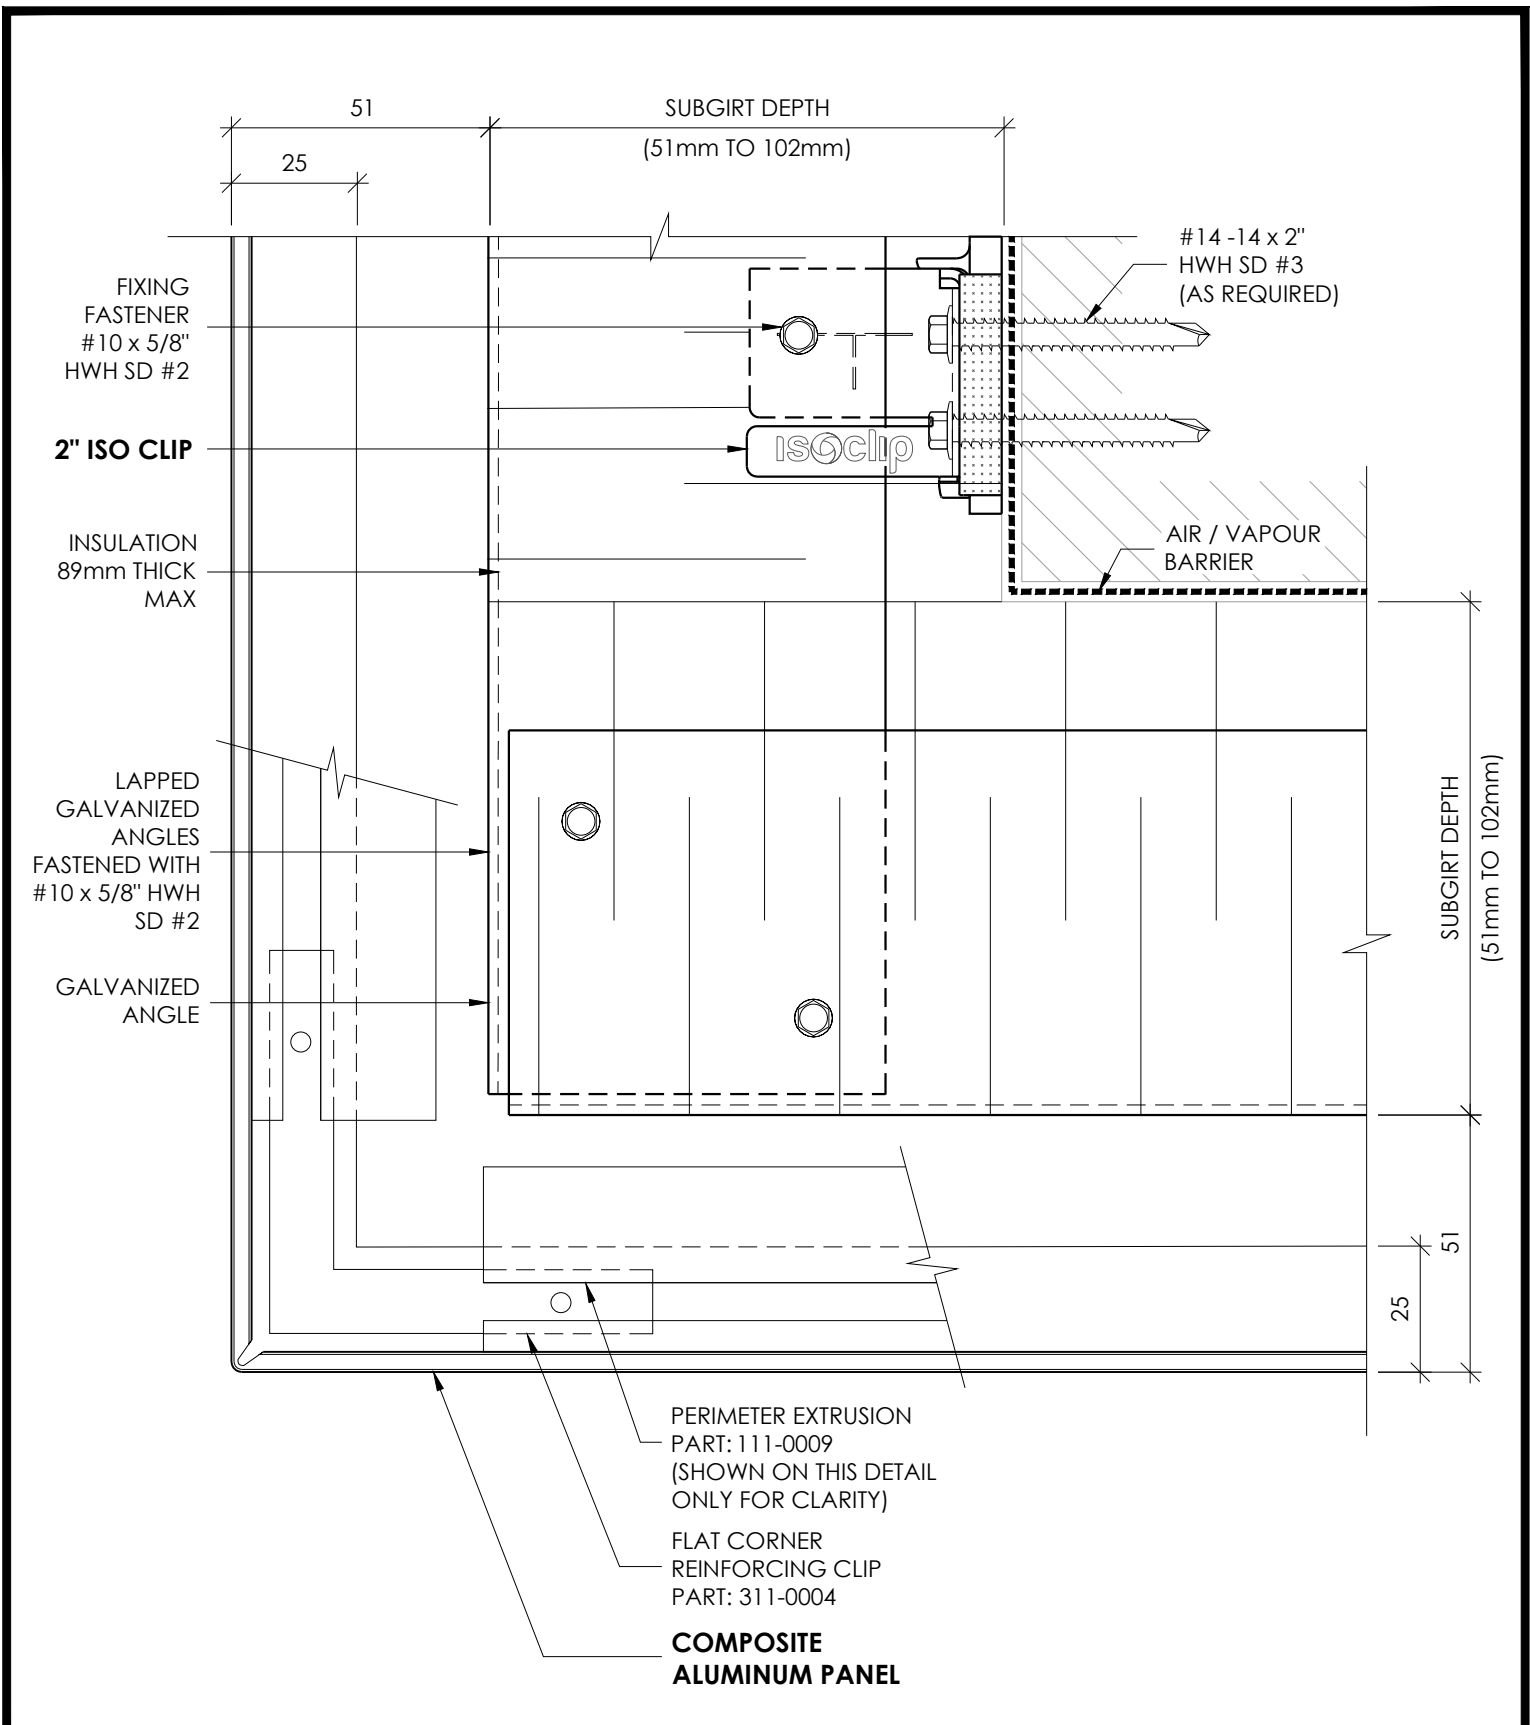 51
SUBGIRT DEPTH
(51mm TO 102mm)
25
#14 -14 x 2"
HWH SD #3
(AS REQUIRED)
FIXING
FASTENER
#10 x 5/8"
HWH SD #2
2" ISO CLIP
isoclip
INSULATION
89mm THICK
MAX
AIR / VAPOUR
BARRIER
LAPPED
GALVANIZED
ANGLES
FASTENED WITH
#10 x 5/8" HWH
SD #2
SUBGIRT DEPTH
(51mm TO 102mm)
GALVANIZED
ANGLE
51
25
PERIMETER EXTRUSION
PART: 111-0009
(SHOWN ON THIS DETAIL
ONLY FOR CLARITY)
FLAT CORNER
REINFORCING CLIP
PART: 311-0004
COMPOSITE
ALUMINUM PANEL